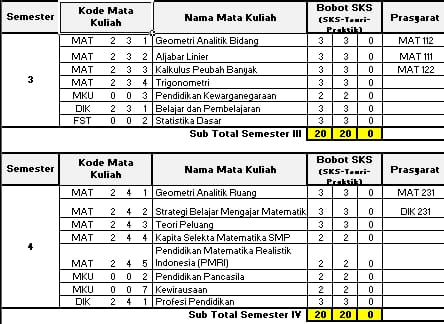 Semester Kode Mata Kuliah Nama Mata Kuliah Bobot SKS (SKS-Teori-Praktik) Prasyarat
3
MAT 2 3 1 Geometri Analitik Bidang 3 3 0 MAT 112
MAT 2 3 2 Aljabar Linier 3 3 0 MAT 111
MAT 2 3 3 Kalkulus Peubah Banyak 3 3 0 MAT 122
MAT 2 3 4 Trigonometri 3 3 0
MKU 0 0 3 Pendidikan Kewarganegaraan 2 2 0
DIK 2 3 1 Belajar dan Pembelajaran 3 3 0
FST 0 0 2 Statistika Dasar 3 3 0
Sub Total Semester III 20 20 0
Semester Kode Mata Kuliah Nama Mata Kuliah Bobot SKS (SKS-Teori-Praktik) Prasyarat
4
MAT 2 4 1 Geometri Analitik Ruang 3 3 0 MAT 231
MAT 2 4 2 Strategi Belajar Mengajar Matematik 3 3 0 DIK 231
MAT 2 4 3 Teori Peluang 3 3 0
MAT 2 4 4 Kapita Selekta Matematika SMP 2 2 0
Pendidikan Matematika Realistik
MAT 2 4 5 Indonesia (PMRI) 2 2 0
MKU 0 0 2 Pendidikan Pancasila 2 2 0
MKU 0 0 7 Kewirausaan 2 2 0
DIK 2 4 1 Profesi Pendidikan 3 3 0
Sub Total Semester IV 20 20 0